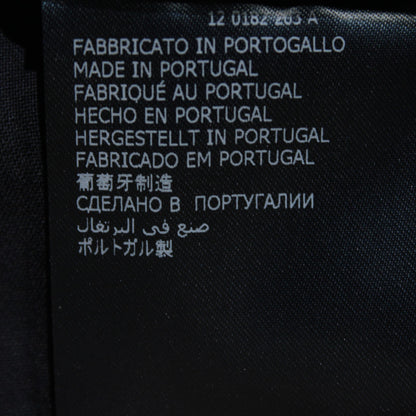 12 0182 203 A
FABBRICATO IN PORTOGALLO
MADE IN PORTUGAL
FABRIQUÉ AU PORTUGAL
HECHO EN PORTUGAL
HERGESTELLT IN PORTUGAL
FABRICADO EM PORTUGAL
葡萄牙制造
СДЕЛАНО В ПОРТУГАЛИИ
صنع في البرتغال
ポルトガル製